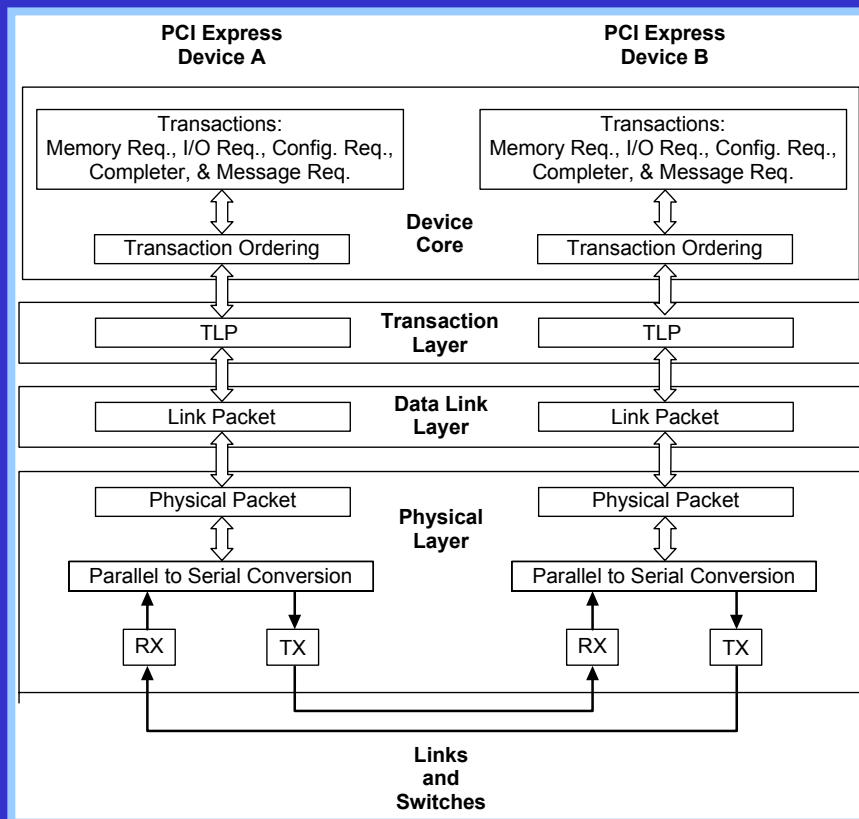 PCI Express
Device A
PCI Express
Device B
Transactions:
Memory Req., I/O Req., Config. Req.,
Completer, & Message Req.
Transactions:
Memory Req., I/O Req., Config. Req.,
Completer, & Message Req.
Device
Core
Transaction Ordering
Transaction Ordering
TLP
Transaction
Layer
TLP
Link Packet
Data Link
Layer
Link Packet
Physical Packet
Physical
Layer
Physical Packet
Parallel to Serial Conversion
Parallel to Serial Conversion
RX
TX
RX
TX
Links
and
Switches